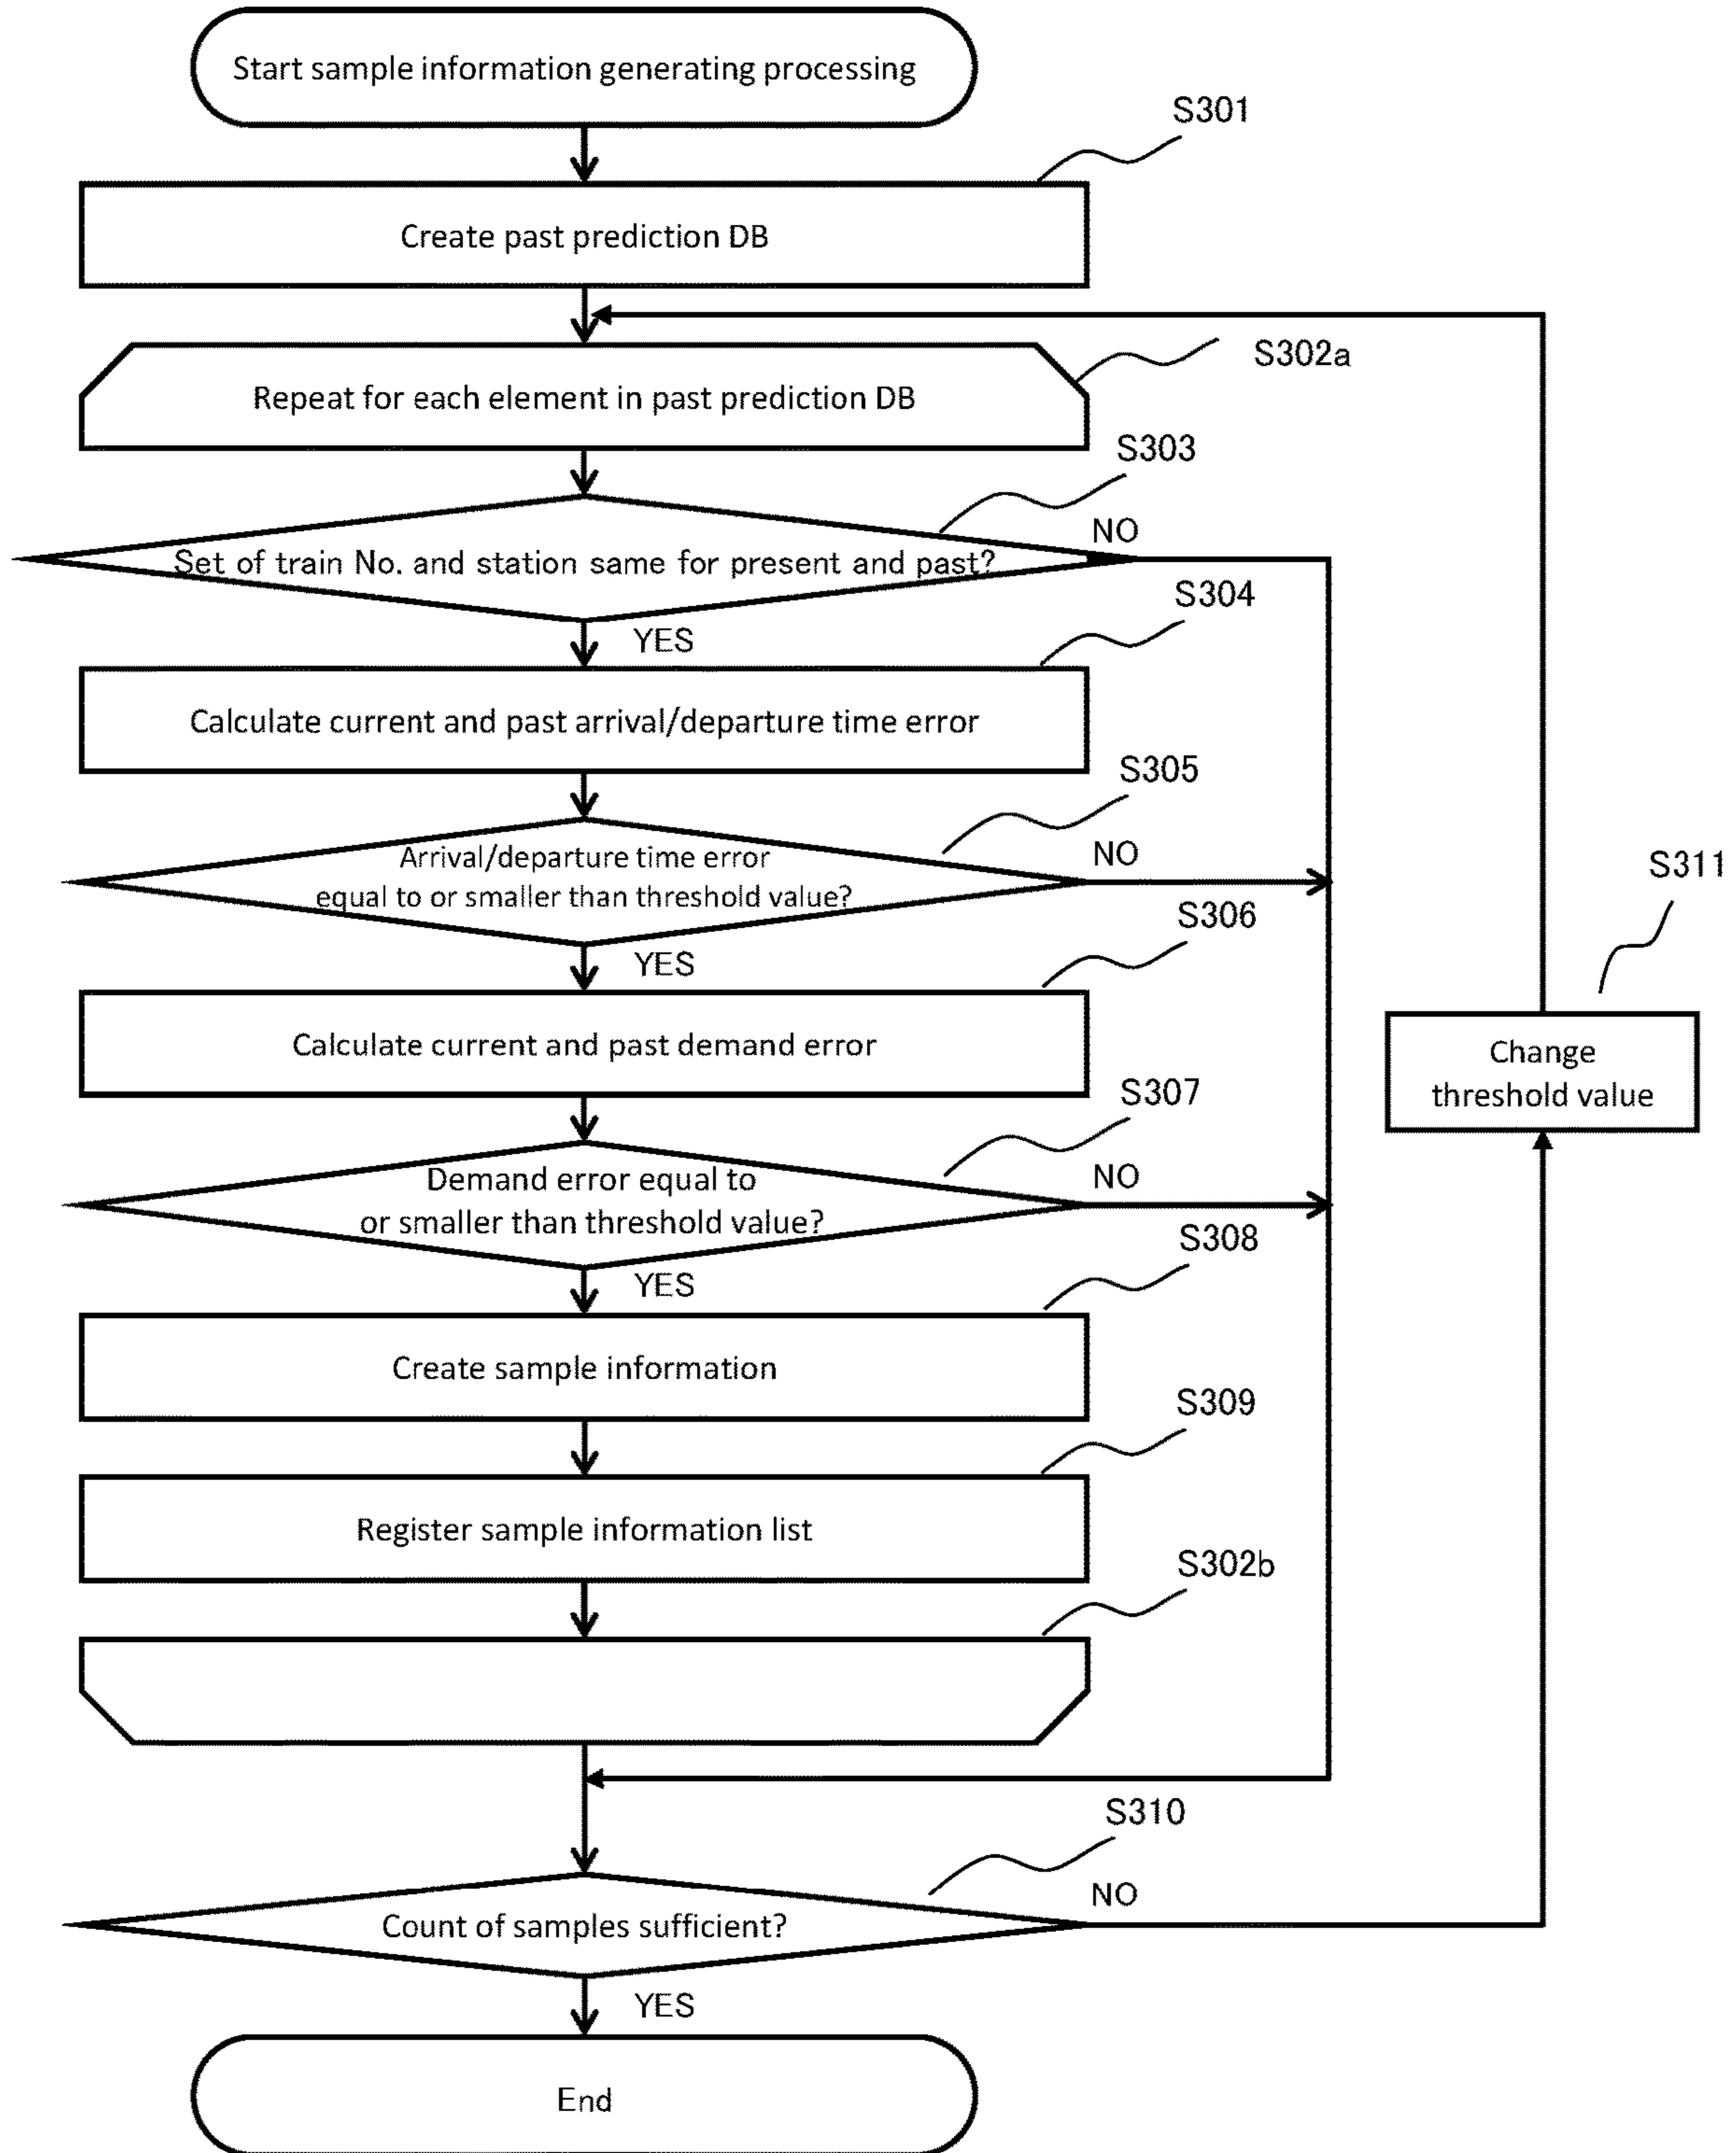 Start sample information generating processing
S301
Create past prediction DB
S302a
Repeat for each element in past prediction DB
S303
NO
Set of train No. and station same for present and past?
S304
YES
Calculate current and past arrival/departure time error
S305
Arrival/departure time error
NO
equal to or smaller than threshold value?
S311
S306
YES
Calculate current and past demand error
Change
threshold value
S307
Demand error equal to
NO
or smaller than threshold value?
S308
YES
Create sample information
S309
Register sample information list
S302b
S310
NO
Count of samples sufficient?
YES
End